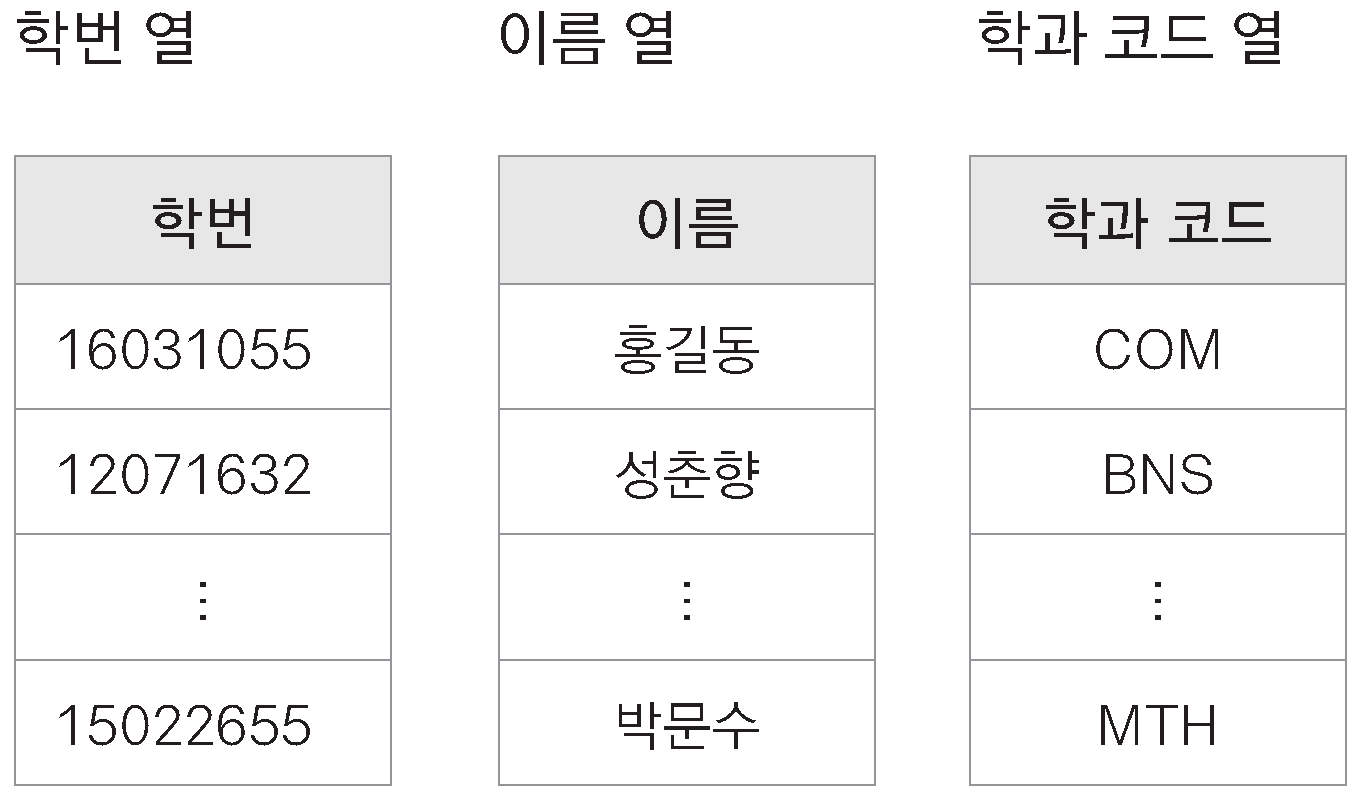 학번 열 이름 열 학과 코드 열
학번 이름 학과 코드
16031055 홍길동 COM
12071632 성춘향 BNS
⋮ ⋮ ⋮
15022655 박문수 MTH